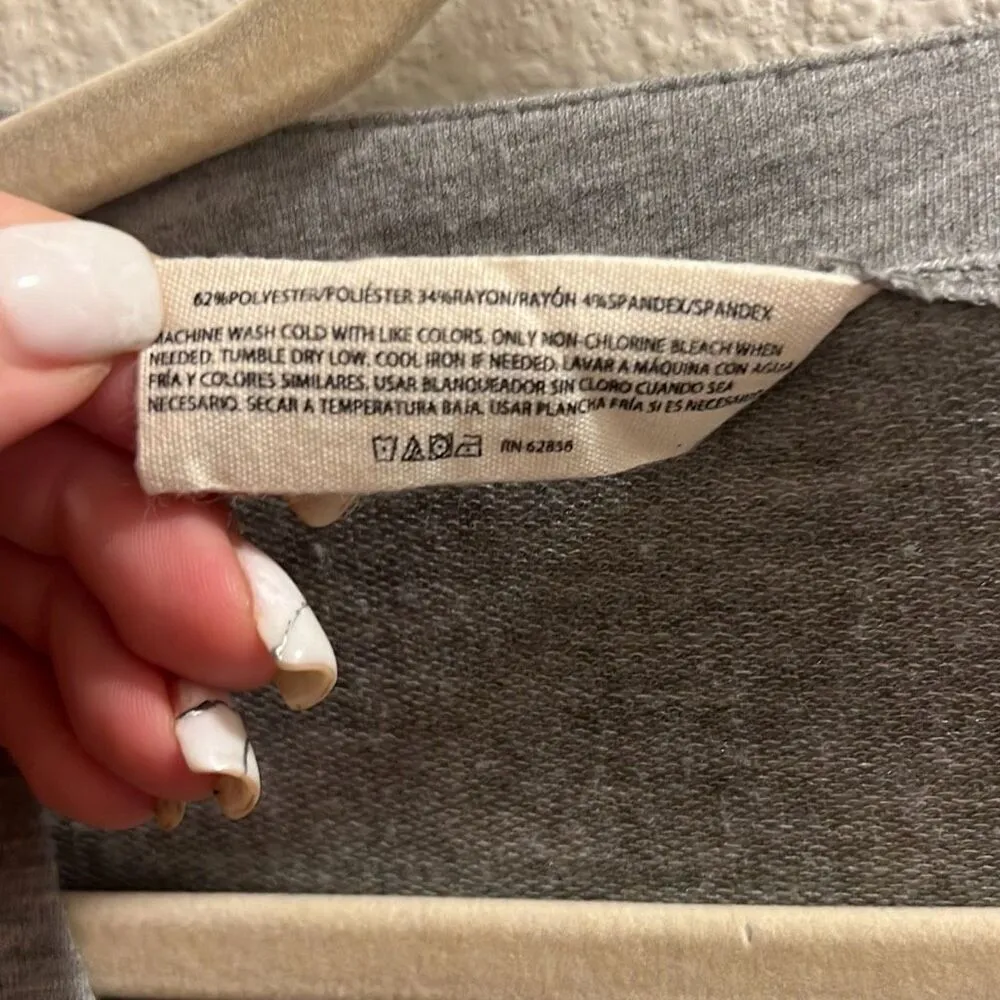 62%POLYESTER/POLIÉSTER 34%RAYON/RAYÓN 4%SPANDEX/SPANDEX
MACHINE WASH COLD WITH LIKE COLORS. ONLY NON-CHLORINE BLEACH WHEN
NEEDED. TUMBLE DRY LOW. COOL IRON IF NEEDED. LAVAR A MÁQUINA CON AGUA
FRÍA Y COLORES SIMILARES. USAR BLANQUEADOR SIN CLORO CUANDO SEA
NECESARIO. SECAR A TEMPERATURA BAJA. USAR PLANCHA FRÍA SI ES NECESARIO
RN 62856